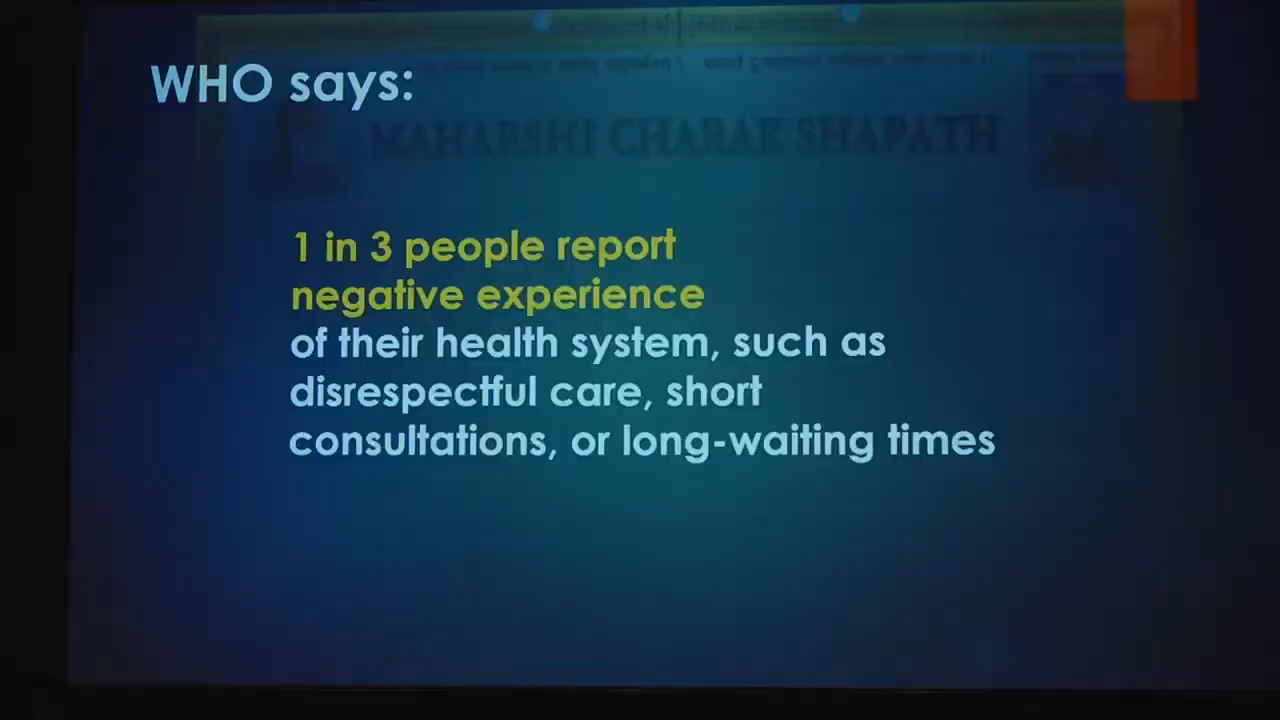 WHO says:
MAHARSHI CHARAK SHAPATH
1 in 3 people report
negative experience
of their health system, such as
disrespectful care, short
consultations, or long-waiting times